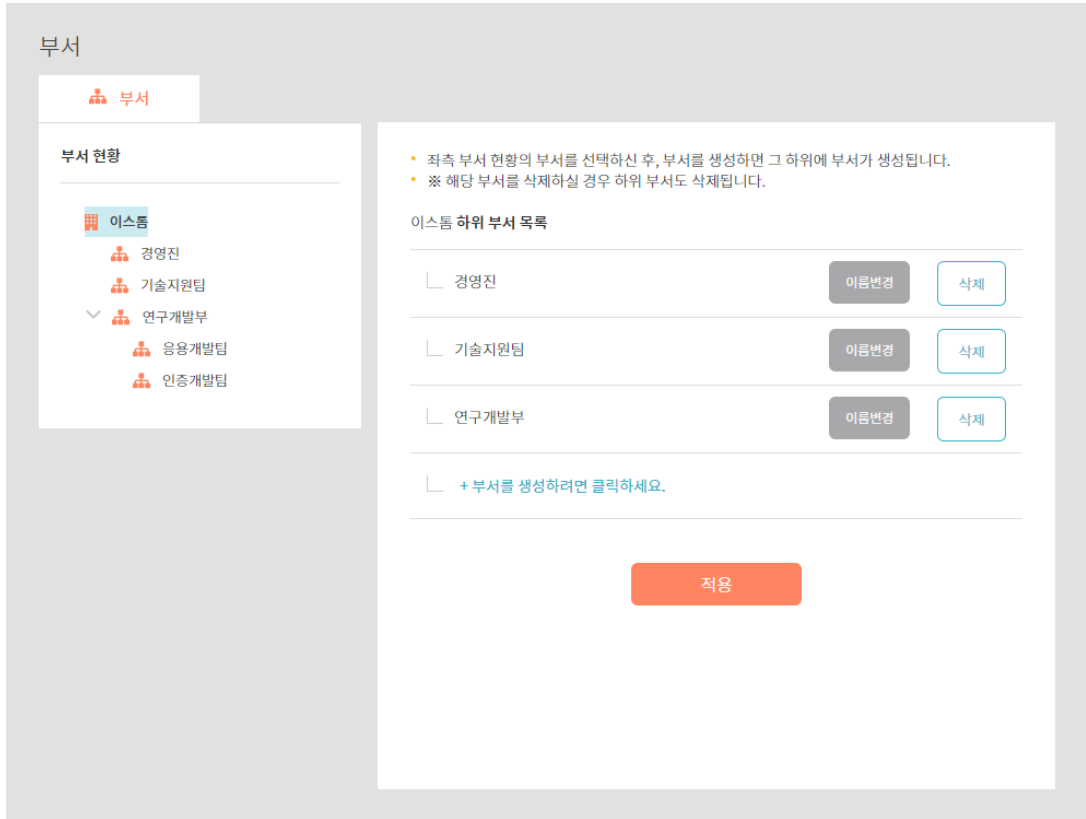 부서
부서
부서 현황
이스톰
경영진
기술지원팀
연구개발부
응용개발팀
인증개발팀
• 좌측 부서 현황의 부서를 선택하신 후, 부서를 생성하면 그 하위에 부서가 생성됩니다.
• ※ 해당 부서를 삭제하실 경우 하위 부서도 삭제됩니다.
이스톰 하위 부서 목록
경영진 이름변경 삭제
기술지원팀 이름변경 삭제
연구개발부 이름변경 삭제
+ 부서를 생성하려면 클릭하세요.
적용